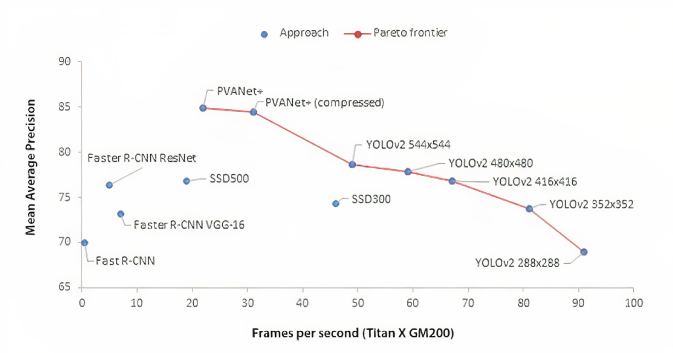 Approach
Pareto frontier
Mean Average Precision
90
85
80
75
70
65
PVANet+
PVANet+ (compressed)
YOLOv2 544x544
YOLOv2 480x480
Faster R-CNN ResNet
SSD500
YOLOv2 416x416
SSD300
YOLOv2 352x352
Faster R-CNN VGG-16
Fast R-CNN
YOLOv2 288x288
0
10
20
30
40
50
60
70
80
90
100
Frames per second (Titan X GM200)